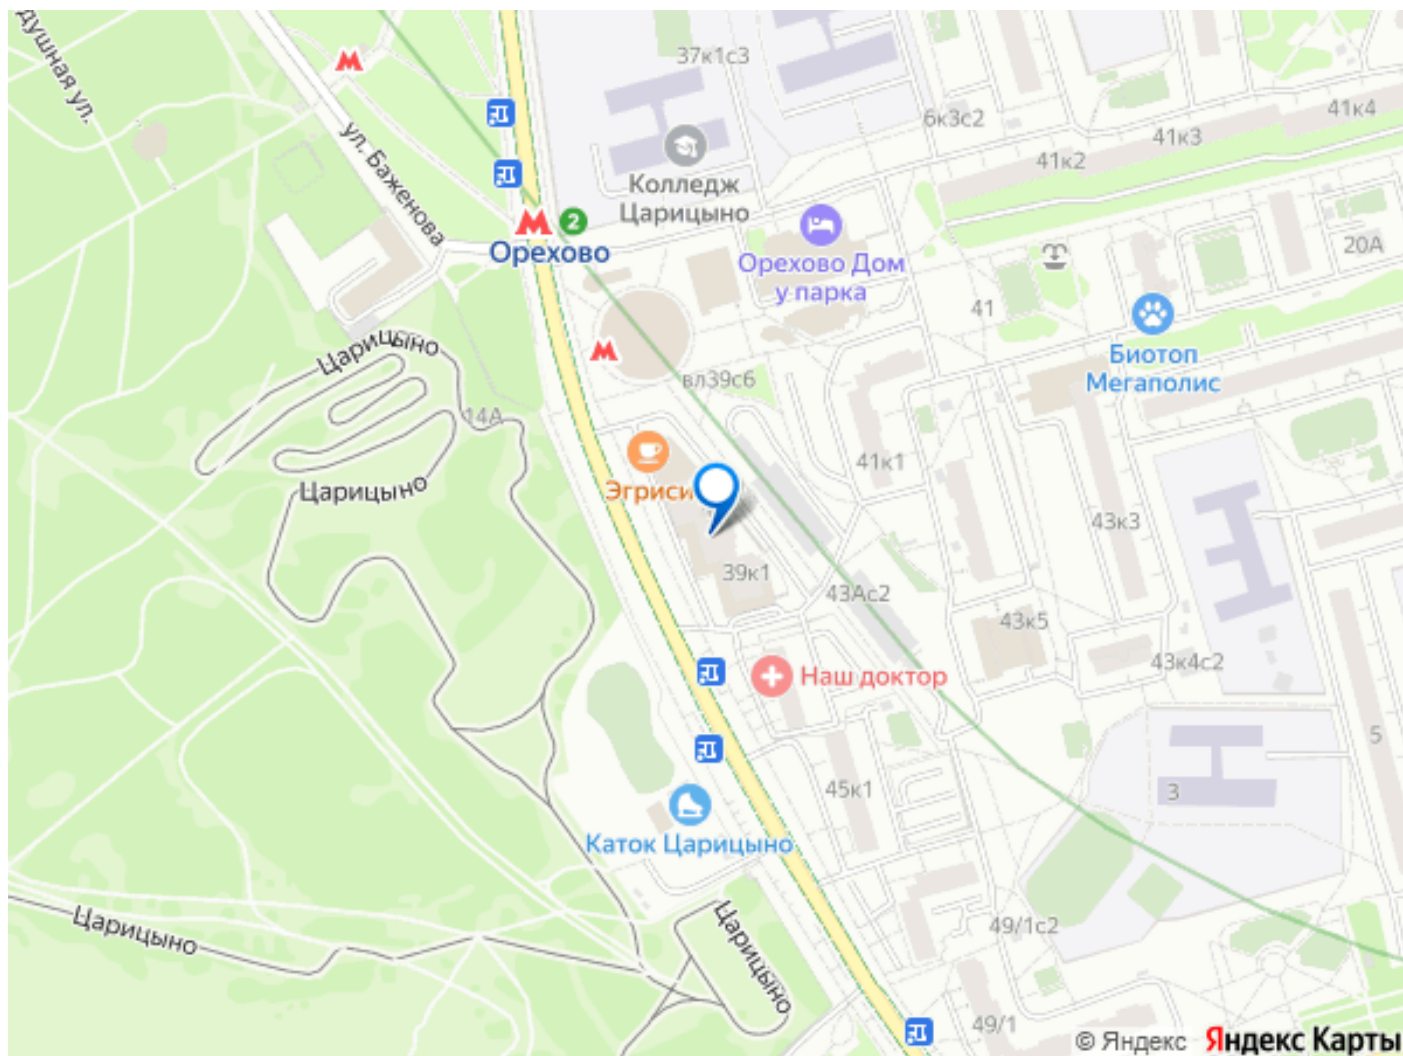 душная ул.
37к1с3
41к4
6к3с2
41к3
41к2
ул. Баженова
Колледж
Царицыно
2
Орехово
20А
Орехово Дом
у парка
41
Царицыно
Биотоп
Мегаполис
вл39с6
14А
41к1
Царицыно
Эгриси
43к3
39к1
43Ас2
43к5
43к4с2
Наш доктор
5
45к1
3
Каток Царицыно
Царицыно
Царицыно
49/1с2
49/1
© Яндекс Яндекс Карты